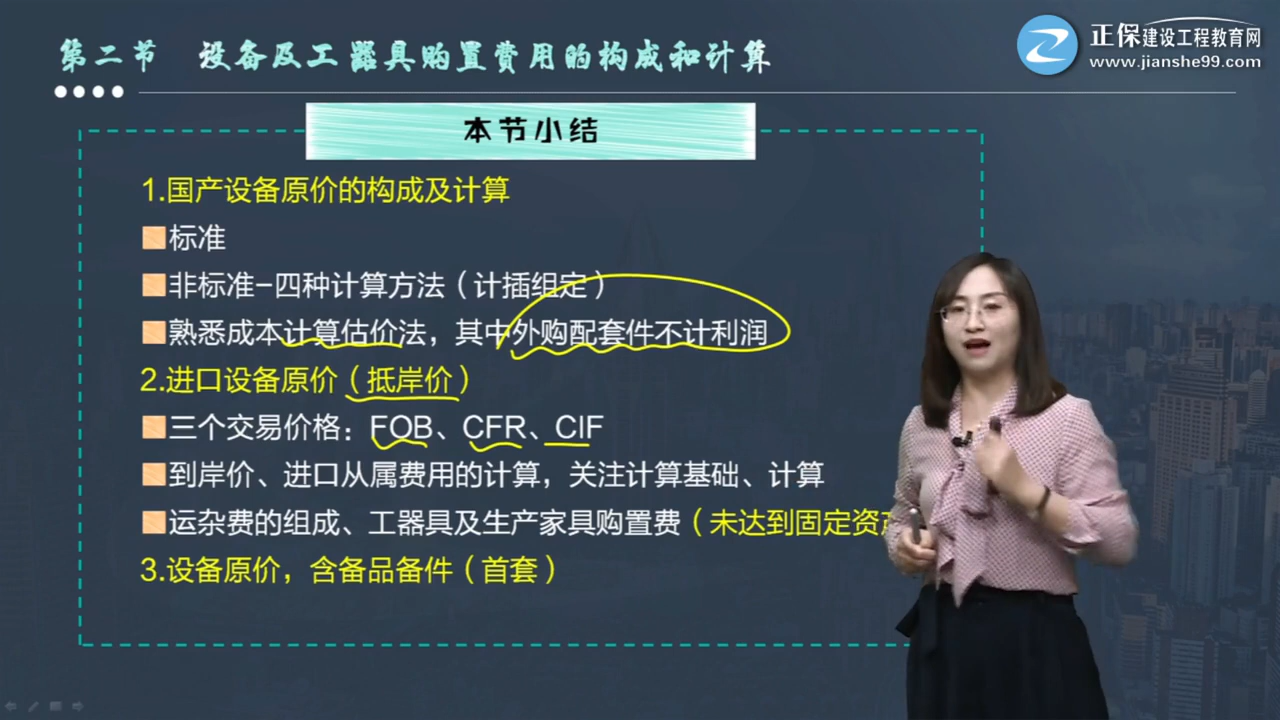 第二节 设备及工器具购置费用的构成和计算
正保建设工程教育网
www.jianshe99.com
本节小结
1.国产设备原价的构成及计算
标准
非标准-四种计算方法（计插组定）
熟悉成本计算估价法，其中外购配套件不计利润
2.进口设备原价（抵岸价）
三个交易价格：FOB、CFR、CIF
到岸价、进口从属费用的计算，关注计算基础、计算
运杂费的组成、工器具及生产家具购置费（未达到固定资
3.设备原价，含备品备件（首套）